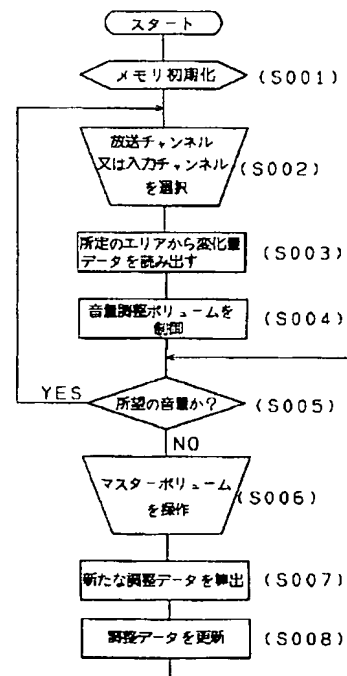 スタート
メモリ初期化 (S001)
放送チャンネル
又は入力チャンネル
を選択 (S002)
所定のエリアから変化量
データを読み出す (S003)
音量調整ボリュームを
制御 (S004)
YES 所望の音量か? (S005)
NO
マスターボリューム
を操作 (S006)
新たな調整データを算出 (S007)
調整データを更新 (S008)